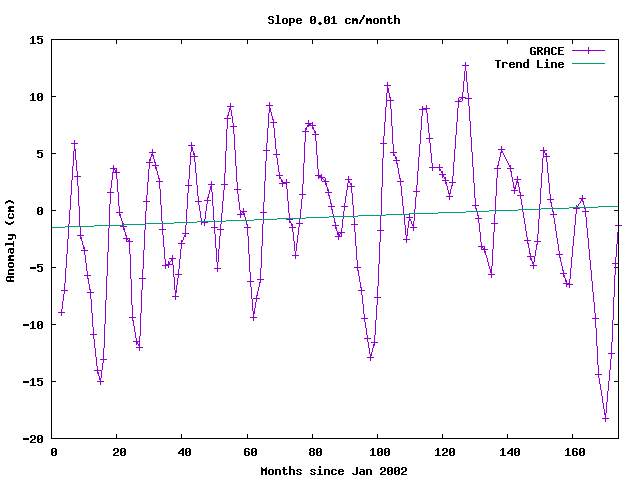 Slope 0.01 cm/month
GRACE
Trend Line
15
10
5
0
-5
-10
-15
-20
Anomaly (cm)
0 20 40 60 80 100 120 140 160
Months since Jan 2002